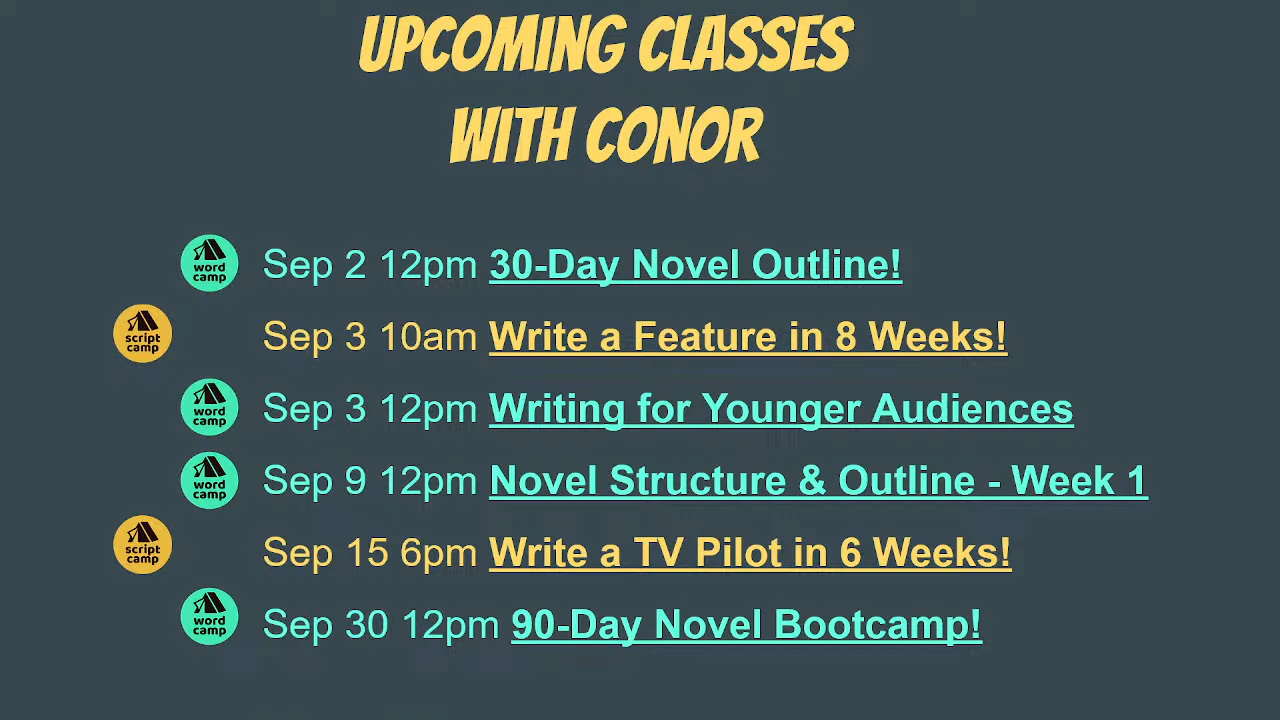 UPCOMING CLASSES
WITH CONOR
word
camp
Sep 2 12pm 30-Day Novel Outline!
script
camp
Sep 3 10am Write a Feature in 8 Weeks!
word
camp
Sep 3 12pm Writing for Younger Audiences
word
camp
Sep 9 12pm Novel Structure & Outline - Week 1
script
camp
Sep 15 6pm Write a TV Pilot in 6 Weeks!
word
camp
Sep 30 12pm 90-Day Novel Bootcamp!